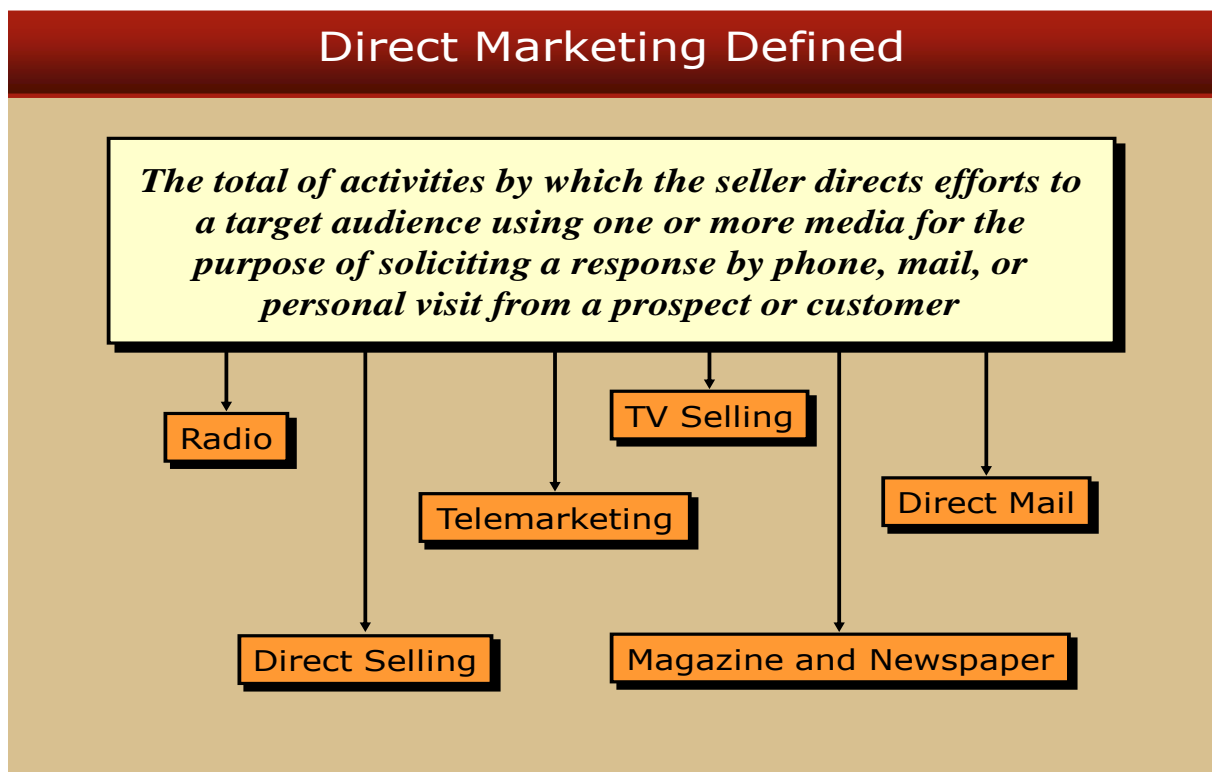 Direct Marketing Defined
The total of activities by which the seller directs efforts to
a target audience using one or more media for the
purpose of soliciting a response by phone, mail, or
personal visit from a prospect or customer
TV Selling
Radio
Direct Mail
Telemarketing
Direct Selling
Magazine and Newspaper